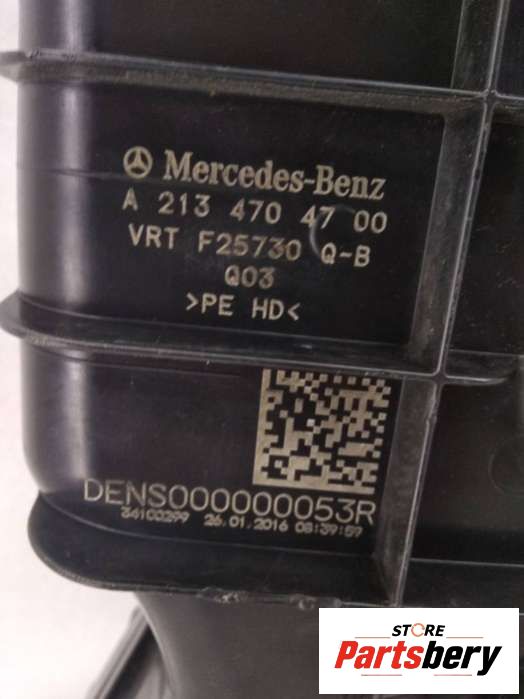 Mercedes-Benz
A 213 470 47 00
VRT F25730 Q-B
Q03
>PE HD<
DENS000000053R
34100299 26.01.2016 08:39:59
STORE
Partsbery